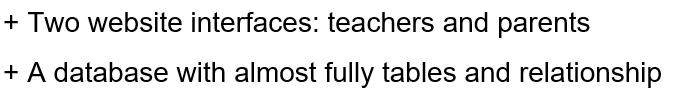 + Two website interfaces: teachers and parents
+ A database with almost fully tables and relationship